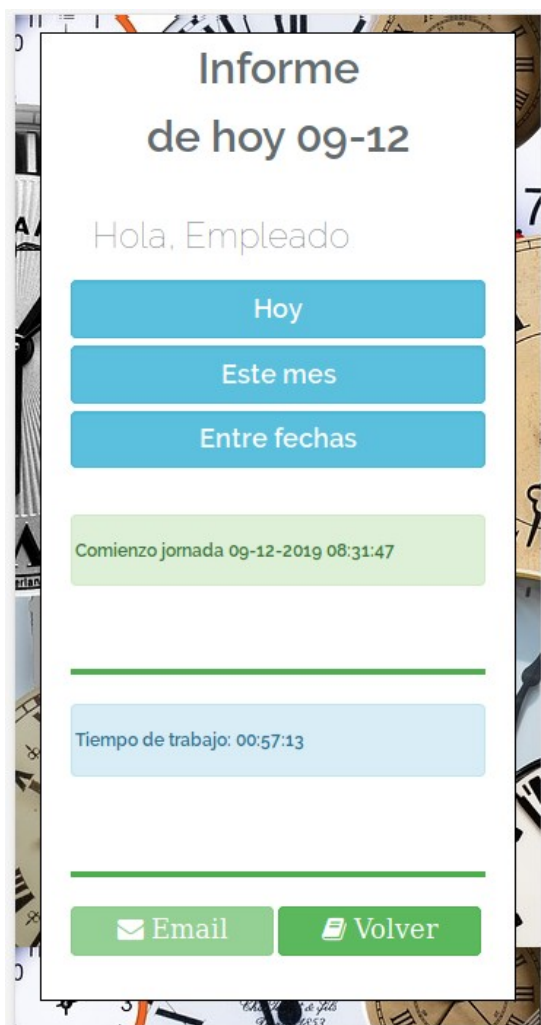 Informe
de hoy 09-12
Hola, Empleado
Hoy
Este mes
Entre fechas
Comienzo jornada 09-12-2019 08:31:47
Tiempo de trabajo: 00:57:13
Email
Volver